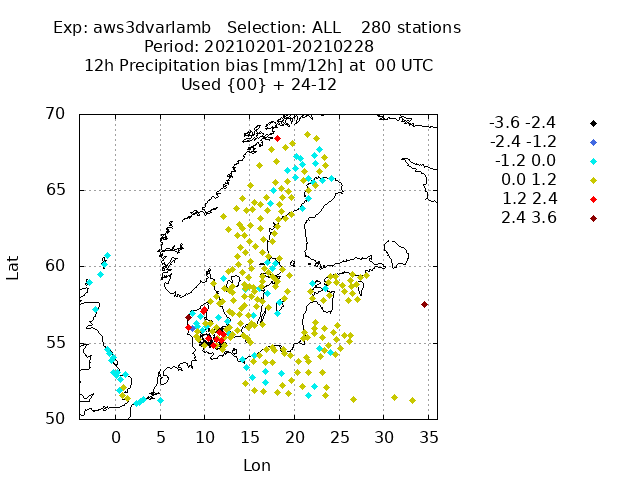 Exp: aws3dvarlamb   Selection: ALL    280 stations
Period: 20210201-20210228
12h Precipitation bias [mm/12h] at  00 UTC
Used {00} + 24-12
-3.6 -2.4
-2.4 -1.2
-1.2 0.0
0.0 1.2
1.2 2.4
2.4 3.6
70
65
60
55
50
Lat
0 5 10 15 20 25 30 35
Lon